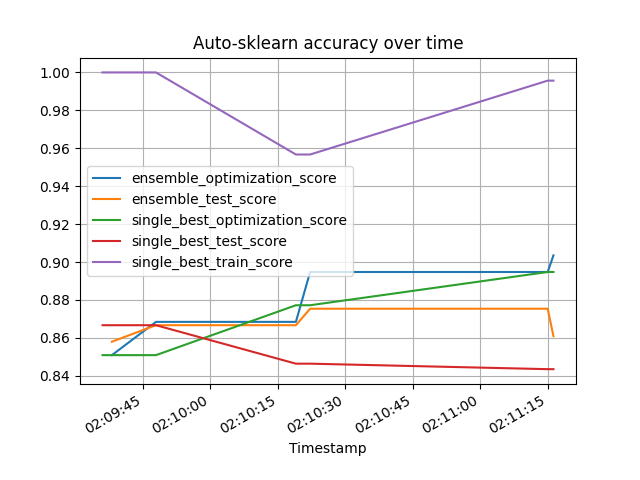 Auto-sklearn accuracy over time
1.00
0.98
0.96
0.94
0.92
0.90
0.88
0.86
0.84
ensemble_optimization_score
ensemble_test_score
single_best_optimization_score
single_best_test_score
single_best_train_score
02:09:45
02:10:00
02:10:15
02:10:30
02:10:45
02:11:00
02:11:15
Timestamp